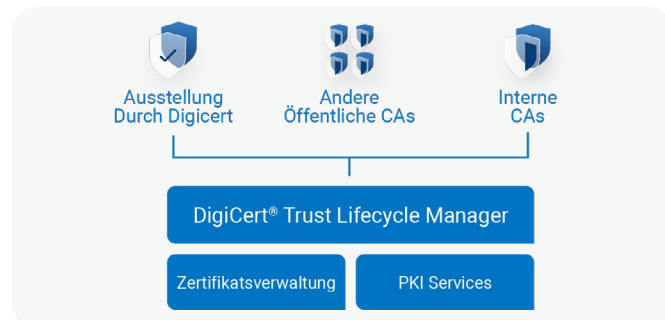 Ausstellung
Durch Digicert
Andere
Öffentliche CAs
Interne
CAs
DigiCert® Trust Lifecycle Manager
Zertifikatsverwaltung
PKI Services